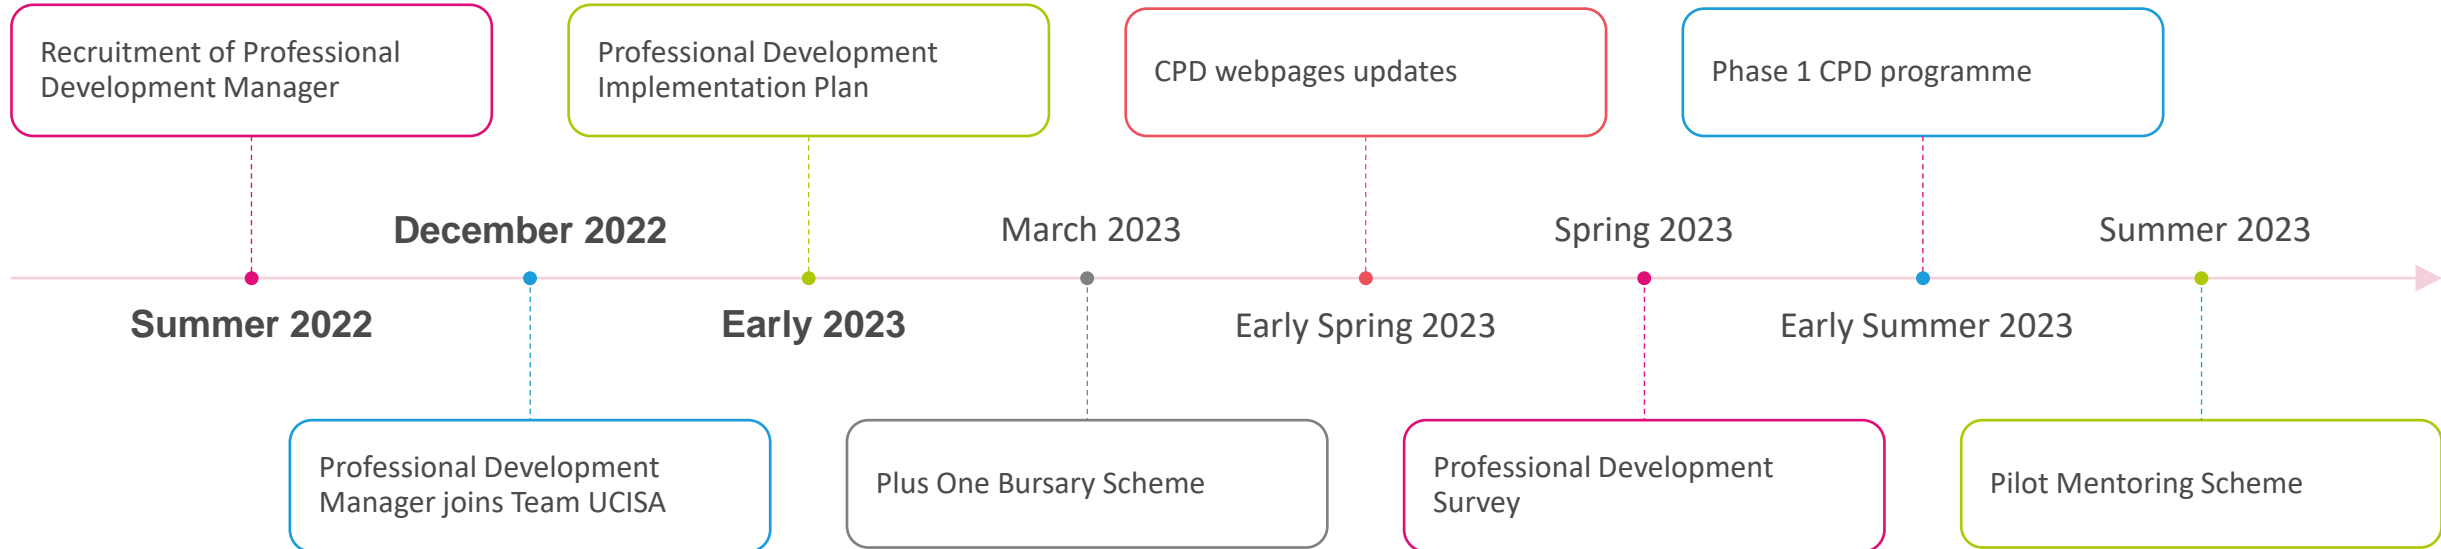 Recruitment of Professional
Development Manager
Professional Development
Implementation Plan
CPD webpages updates
Phase 1 CPD programme
December 2022
March 2023
Spring 2023
Summer 2023
Summer 2022
Early 2023
Early Spring 2023
Early Summer 2023
Professional Development
Manager joins Team UCISA
Plus One Bursary Scheme
Professional Development
Survey
Pilot Mentoring Scheme